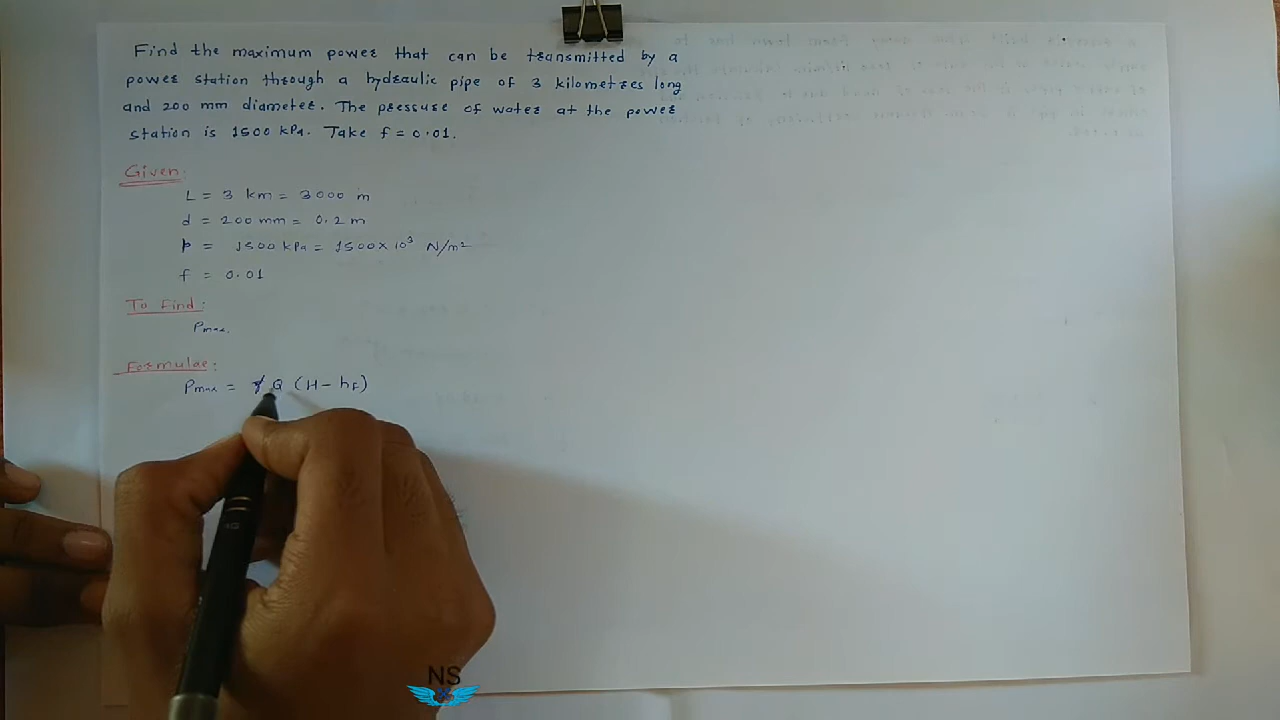 Find the maximum power that can be transmitted by a
power station through a hydraulic pipe of 3 kilometres long
and 200 mm diameter. The pressure of water at the power
station is 1500 kPa. Take f = 0.01.
Given:
L = 3 km = 3000 m
d = 200 mm = 0.2 m
p = 1500 kPa = 1500 x 10³ N/m²
f = 0.01
To Find:
Pmax.
Formulae:
Pmax = Q (H - hF)
NS